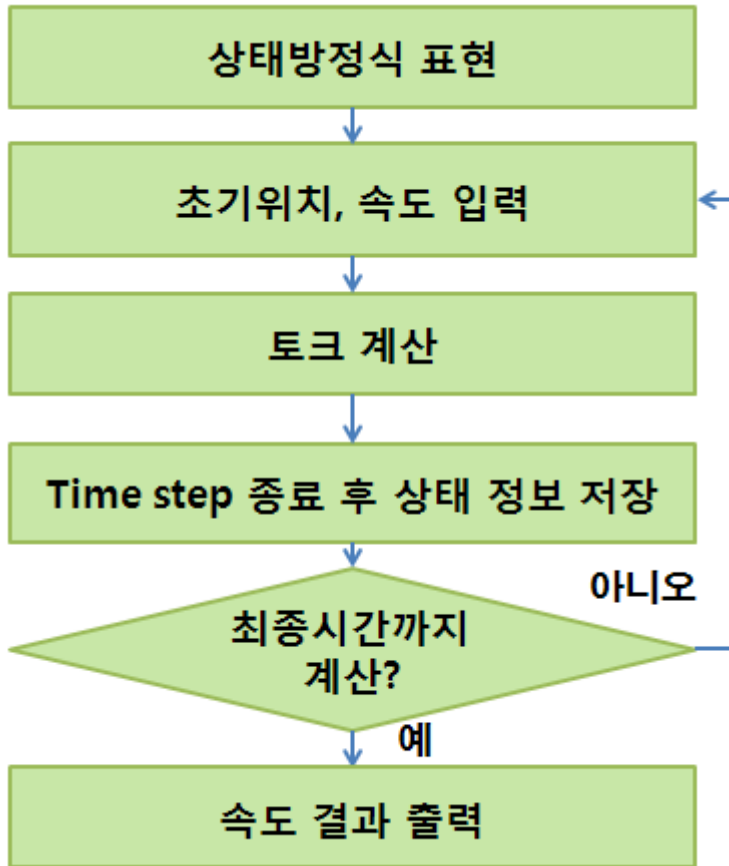 상태방정식 표현
초기위치, 속도 입력
토크 계산
Time step 종료 후 상태 정보 저장
아니오
최종시간까지
계산?
예
속도 결과 출력